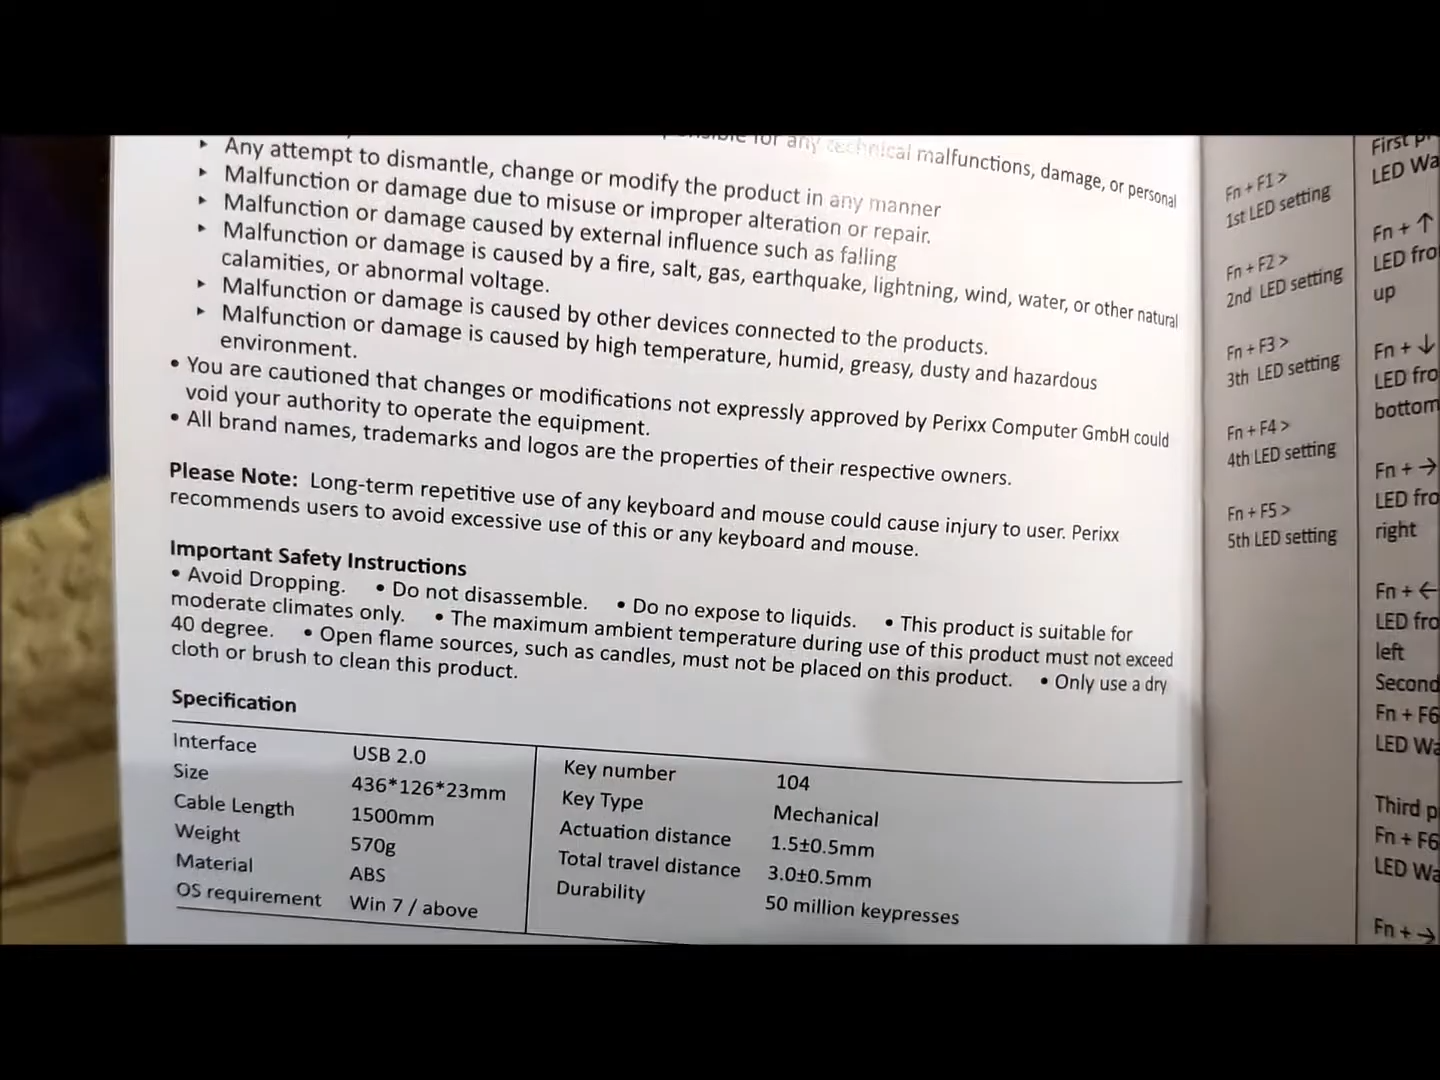 for any technical malfunctions, damage, or personal
‣ Any attempt to dismantle, change or modify the product in any manner
‣ Malfunction or damage due to misuse or improper alteration or repair.
‣ Malfunction or damage caused by external influence such as falling
‣ Malfunction or damage is caused by a fire, salt, gas, earthquake, lightning, wind, water, or other natural
calamities, or abnormal voltage.
‣ Malfunction or damage is caused by other devices connected to the products.
‣ Malfunction or damage is caused by high temperature, humid, greasy, dusty and hazardous
environment.
• You are cautioned that changes or modifications not expressly approved by Perixx Computer GmbH could
void your authority to operate the equipment.
• All brand names, trademarks and logos are the properties of their respective owners.
Please Note: Long-term repetitive use of any keyboard and mouse could cause injury to user. Perixx
recommends users to avoid excessive use of this or any keyboard and mouse.
Important Safety Instructions
• Avoid Dropping. • Do not disassemble. • Do no expose to liquids. • This product is suitable for
moderate climates only. • The maximum ambient temperature during use of this product must not exceed
40 degree. • Open flame sources, such as candles, must not be placed on this product. • Only use a dry
cloth or brush to clean this product.
Specification
Interface USB 2.0
Size 436*126*23mm
Cable Length 1500mm
Weight 570g
Material ABS
OS requirement Win 7 / above
Key number 104
Key Type Mechanical
Actuation distance 1.5±0.5mm
Total travel distance 3.0±0.5mm
Durability 50 million keypresses
Fn + F1 >
1st LED setting
Fn + F2 >
2nd LED setting
Fn + F3 >
3th LED setting
Fn + F4 >
4th LED setting
Fn + F5 >
5th LED setting
First
LED
Fn + ↑
LED
up
Fn + ↓
LED
bottom
Fn + →
LED
right
Fn + ←
LED
left
Second
Fn + F6
LED
Third
Fn + F6
LED
Fn + →